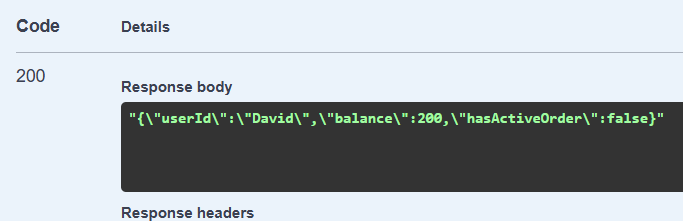 Code Details
200
Response body
"{\"userId\":\"David\",\"balance\":200,\"hasActiveOrder\":false}"
Response headers